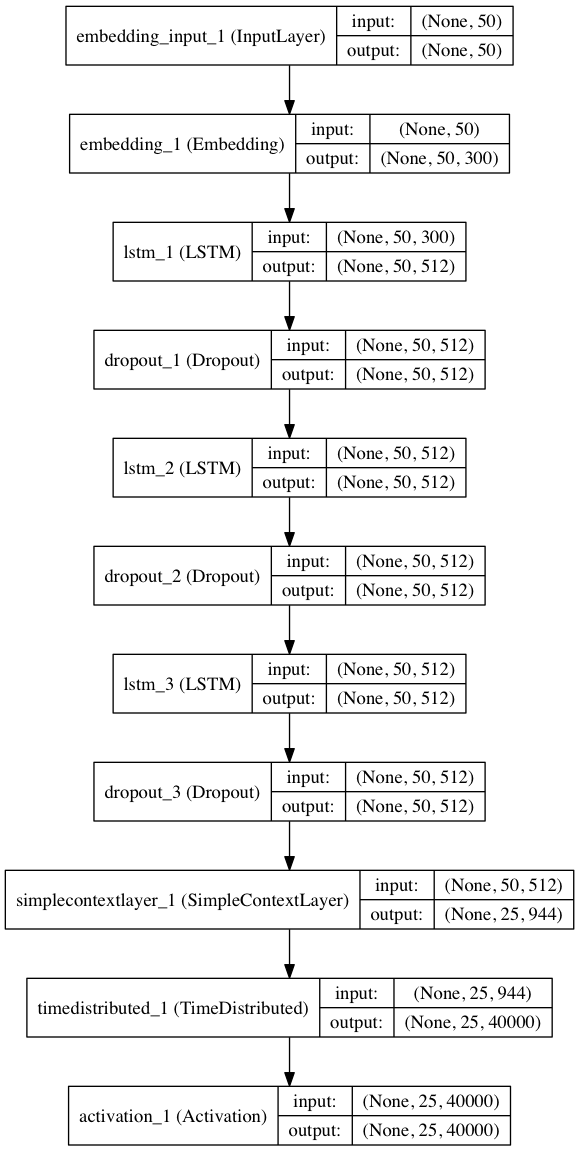 embedding_input_1 (InputLayer) input: (None, 50)
output: (None, 50)
embedding_1 (Embedding) input: (None, 50)
output: (None, 50, 300)
lstm_1 (LSTM) input: (None, 50, 300)
output: (None, 50, 512)
dropout_1 (Dropout) input: (None, 50, 512)
output: (None, 50, 512)
lstm_2 (LSTM) input: (None, 50, 512)
output: (None, 50, 512)
dropout_2 (Dropout) input: (None, 50, 512)
output: (None, 50, 512)
lstm_3 (LSTM) input: (None, 50, 512)
output: (None, 50, 512)
dropout_3 (Dropout) input: (None, 50, 512)
output: (None, 50, 512)
simplecontextlayer_1 (SimpleContextLayer) input: (None, 50, 512)
output: (None, 25, 944)
timedistributed_1 (TimeDistributed) input: (None, 25, 944)
output: (None, 25, 40000)
activation_1 (Activation) input: (None, 25, 40000)
output: (None, 25, 40000)